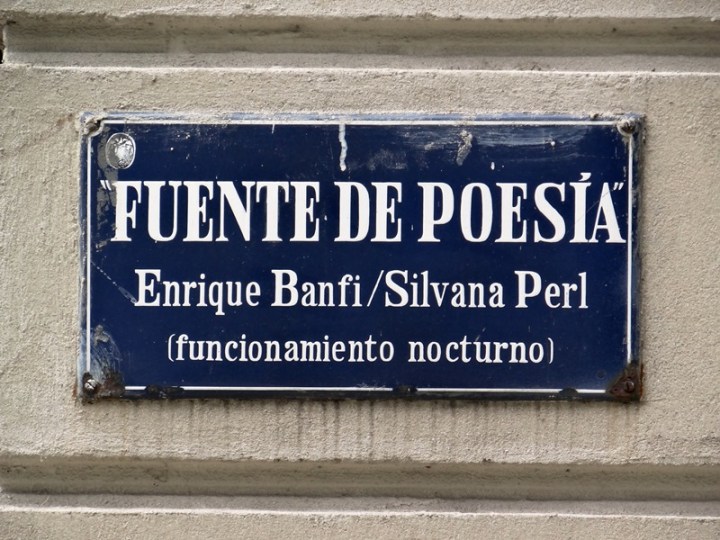 "FUENTE DE POESÍA"
Enrique Banfi/Silvana Perl
(funcionamiento nocturno)